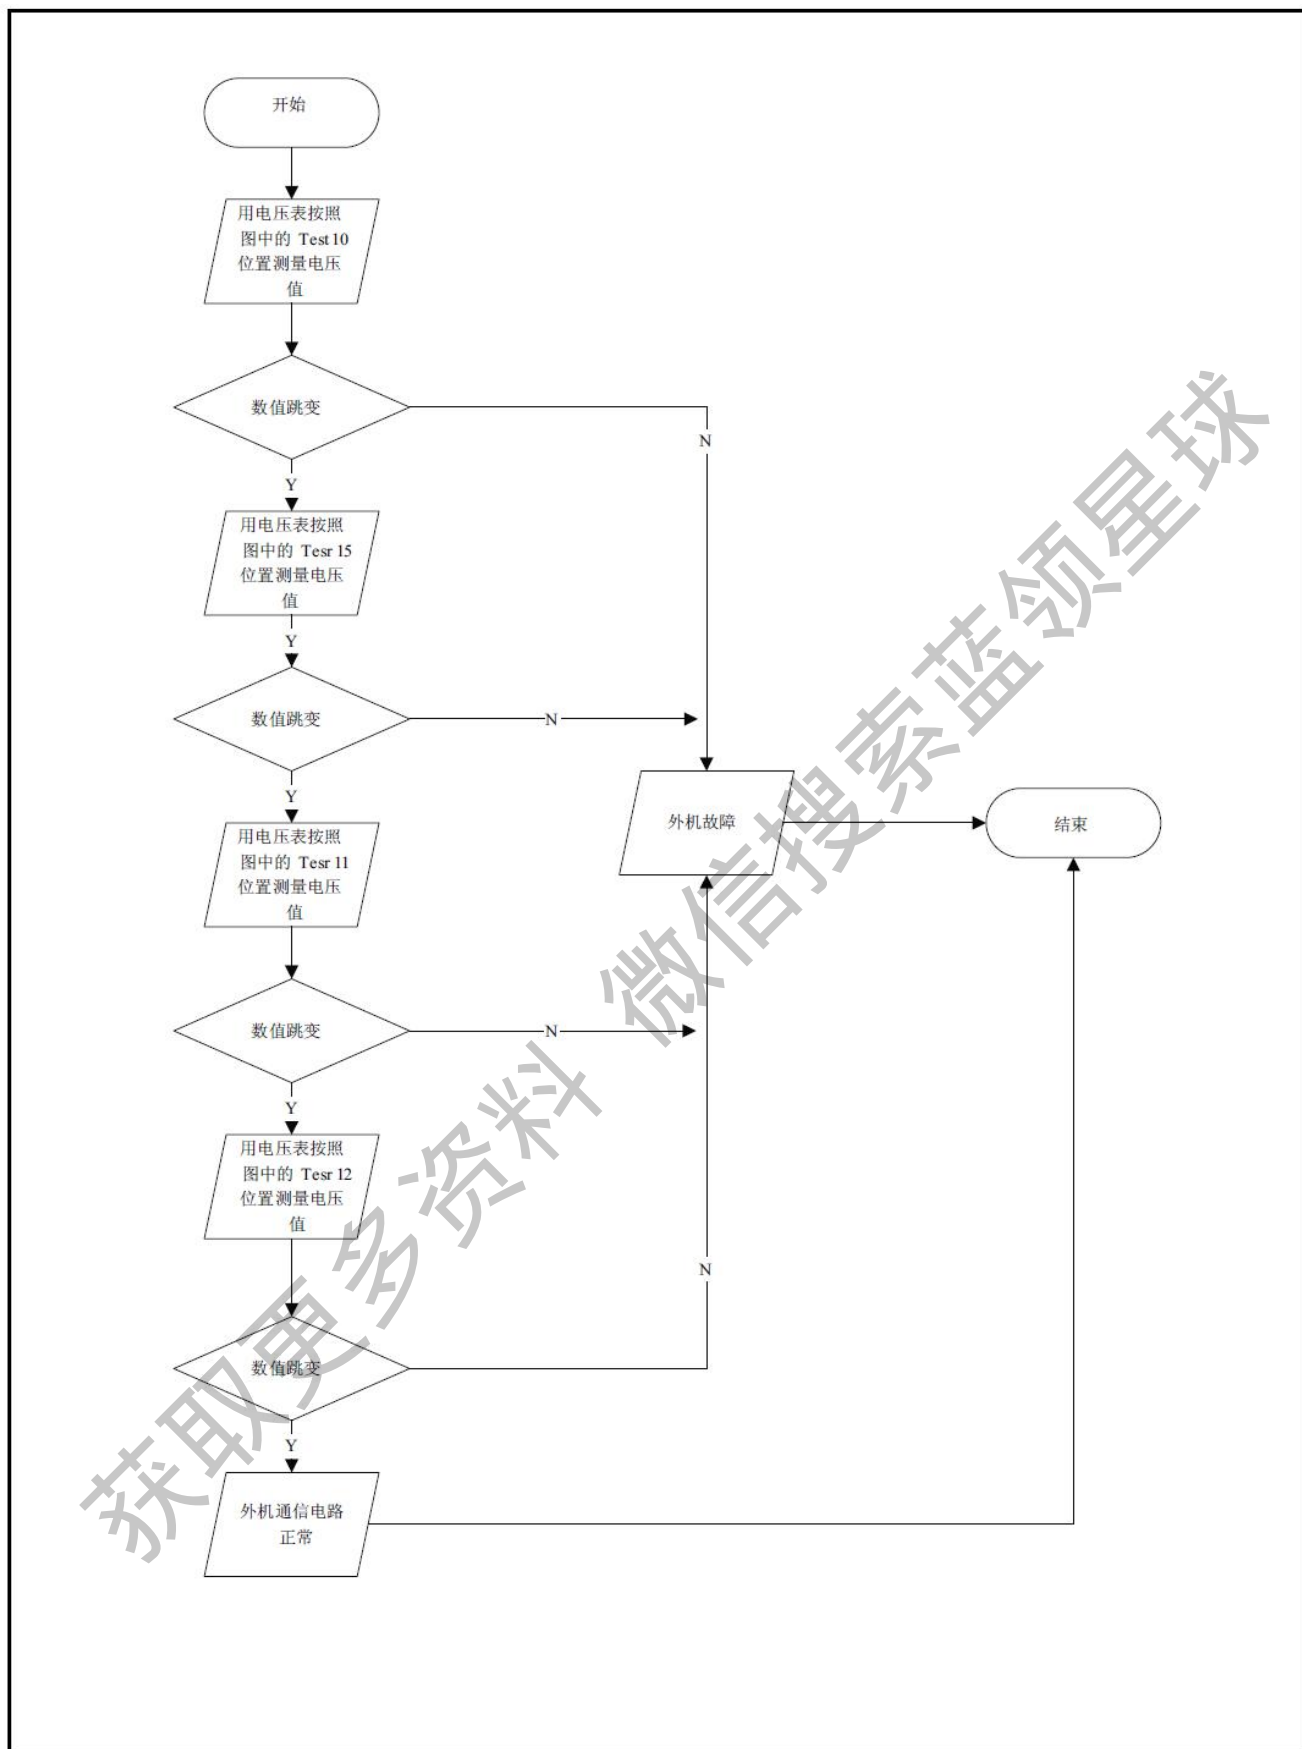 开始
用电压表按照
图中的 Test 10
位置测量电压
值
数值跳变
N
Y
用电压表按照
图中的 Tesr 15
位置测量电压
值
Y
数值跳变
N
Y
外机故障
结束
用电压表按照
图中的 Tesr 11
位置测量电压
值
数值跳变
N
Y
用电压表按照
图中的 Tesr 12
位置测量电压
值
N
数值跳变
Y
外机通信电路
正常
获取更多资料 微信搜索蓝领星球